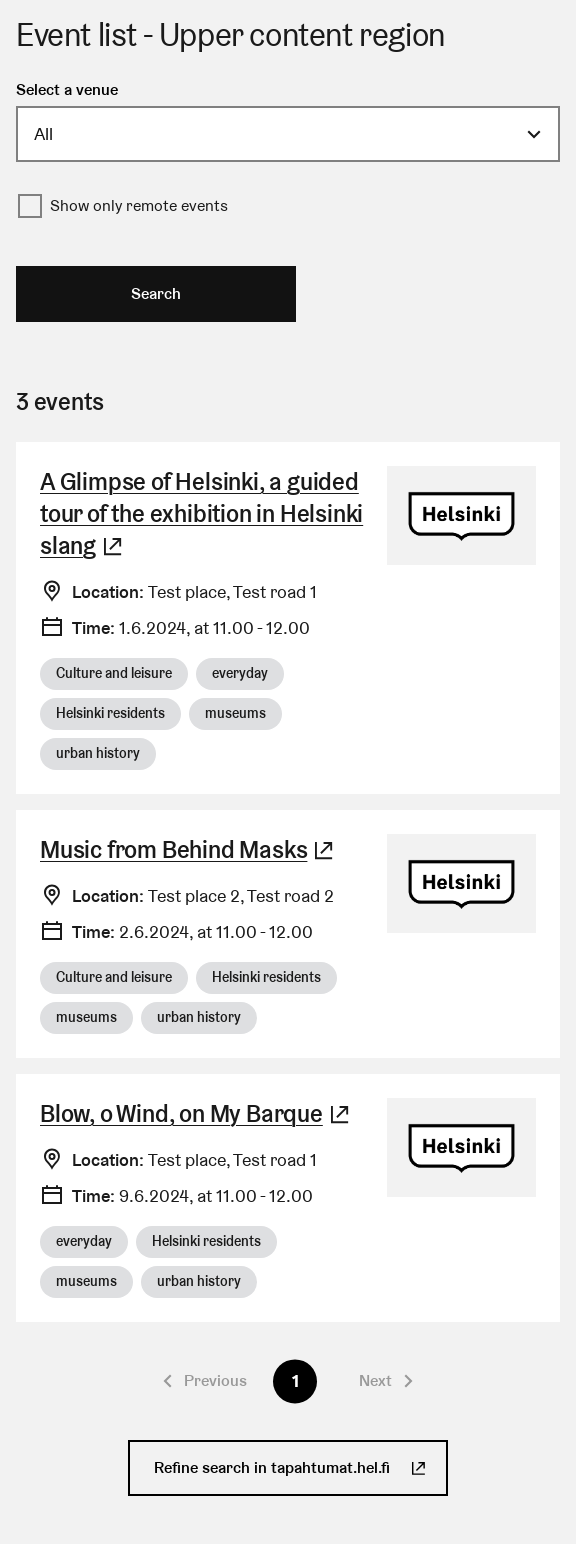 Event list - Upper content region
Select a venue
All
Show only remote events
Search
3 events
A Glimpse of Helsinki, a guided
tour of the exhibition in Helsinki
slang
Helsinki
Location: Test place, Test road 1
Time: 1.6.2024, at 11.00 - 12.00
Culture and leisure
everyday
Helsinki residents
museums
urban history
Music from Behind Masks
Helsinki
Location: Test place 2, Test road 2
Time: 2.6.2024, at 11.00 - 12.00
Culture and leisure
Helsinki residents
museums
urban history
Blow, o Wind, on My Barque
Helsinki
Location: Test place, Test road 1
Time: 9.6.2024, at 11.00 - 12.00
everyday
Helsinki residents
museums
urban history
Previous
1
Next
Refine search in tapahtumat.hel.fi